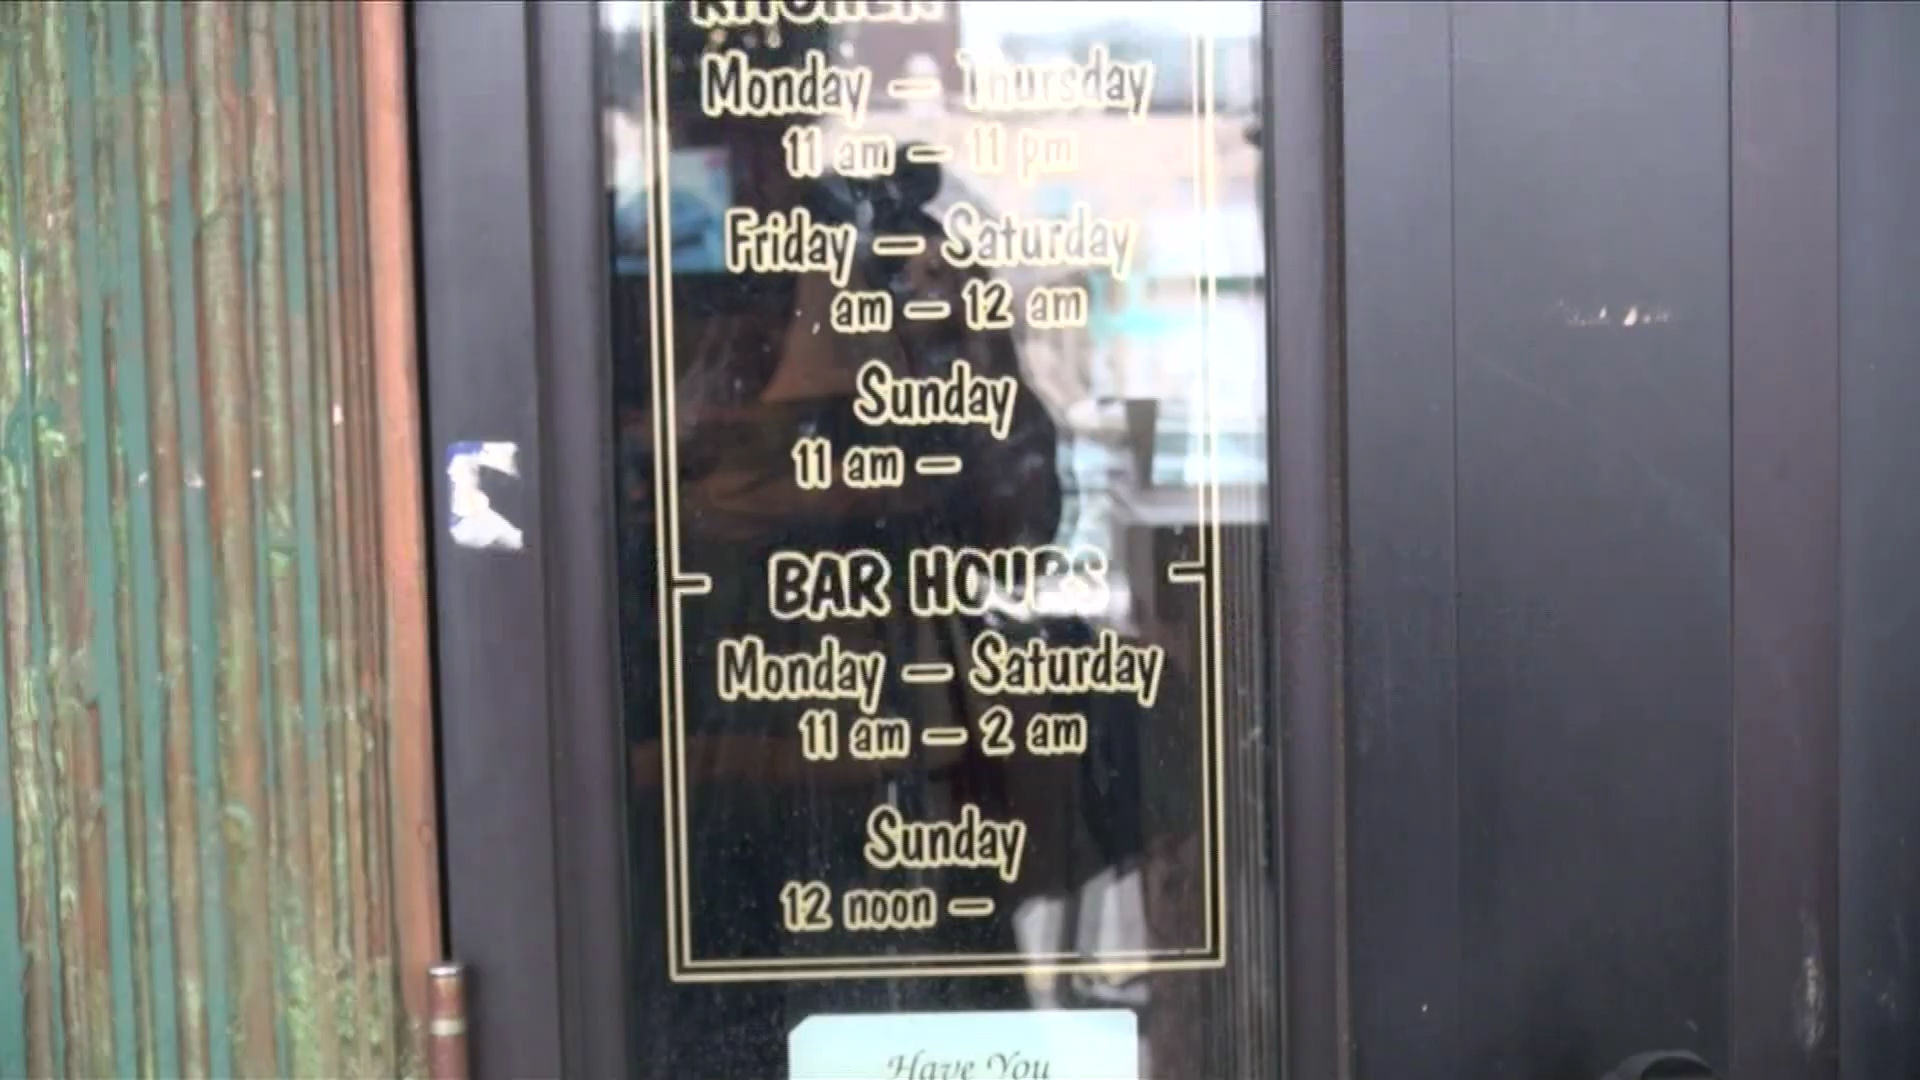 KITCHEN
Monday — Thursday
11 am — 11 pm
Friday — Saturday
am — 12 am
Sunday
11 am —
BAR HOURS
Monday — Saturday
11 am — 2 am
Sunday
12 noon —
Have You